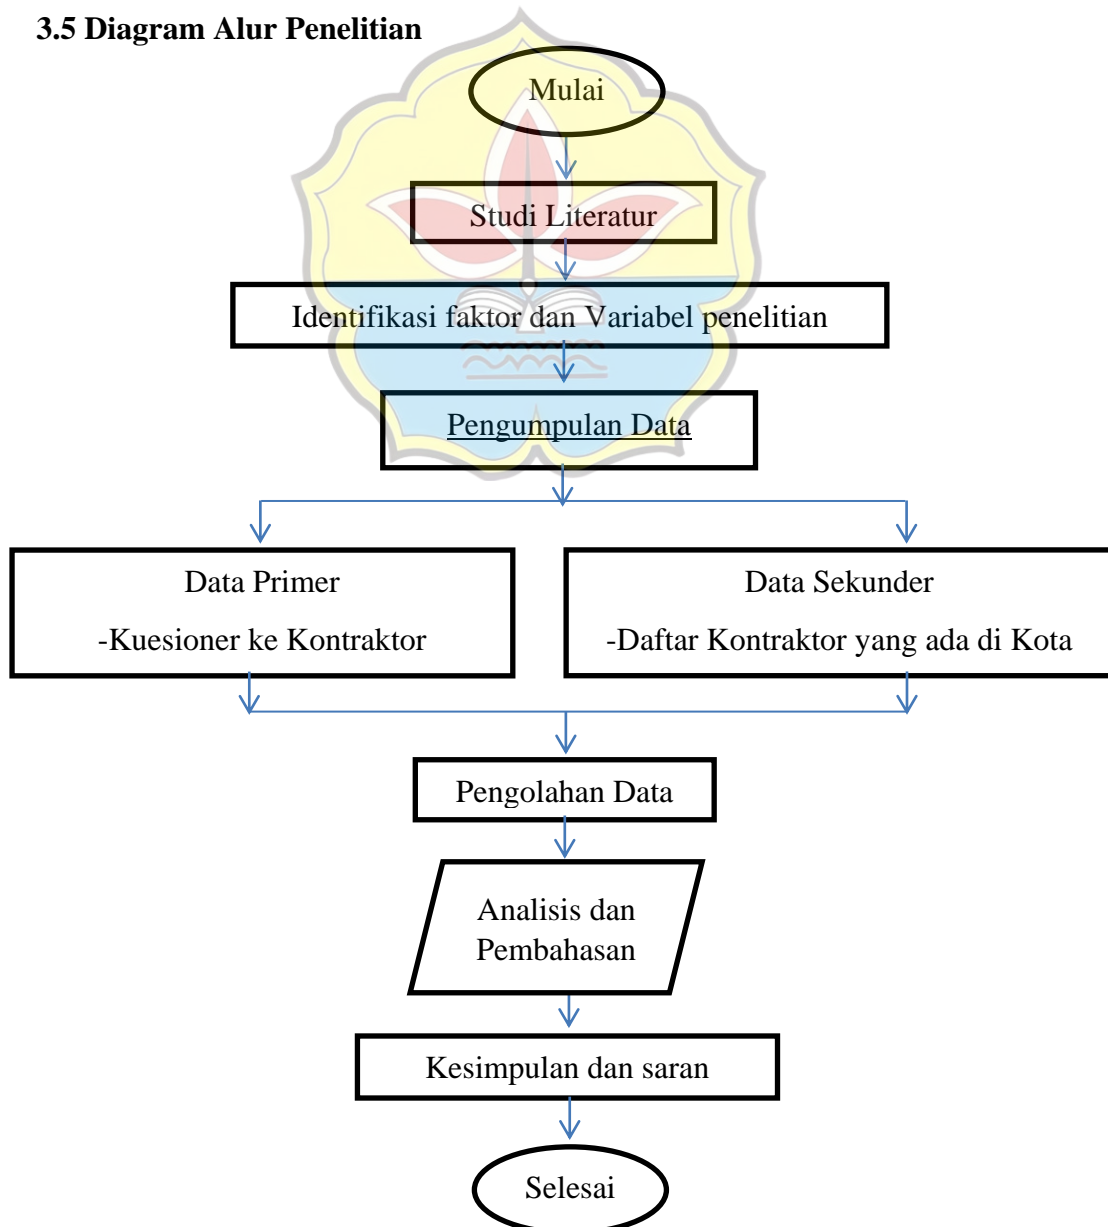 3.5 Diagram Alur Penelitian
Mulai
Studi Literatur
Identifikasi faktor dan Variabel penelitian
Pengumpulan Data
Data Primer
-Kuesioner ke Kontraktor
Data Sekunder
-Daftar Kontraktor yang ada di Kota
Pengolahan Data
Analisis dan
Pembahasan
Kesimpulan dan saran
Selesai